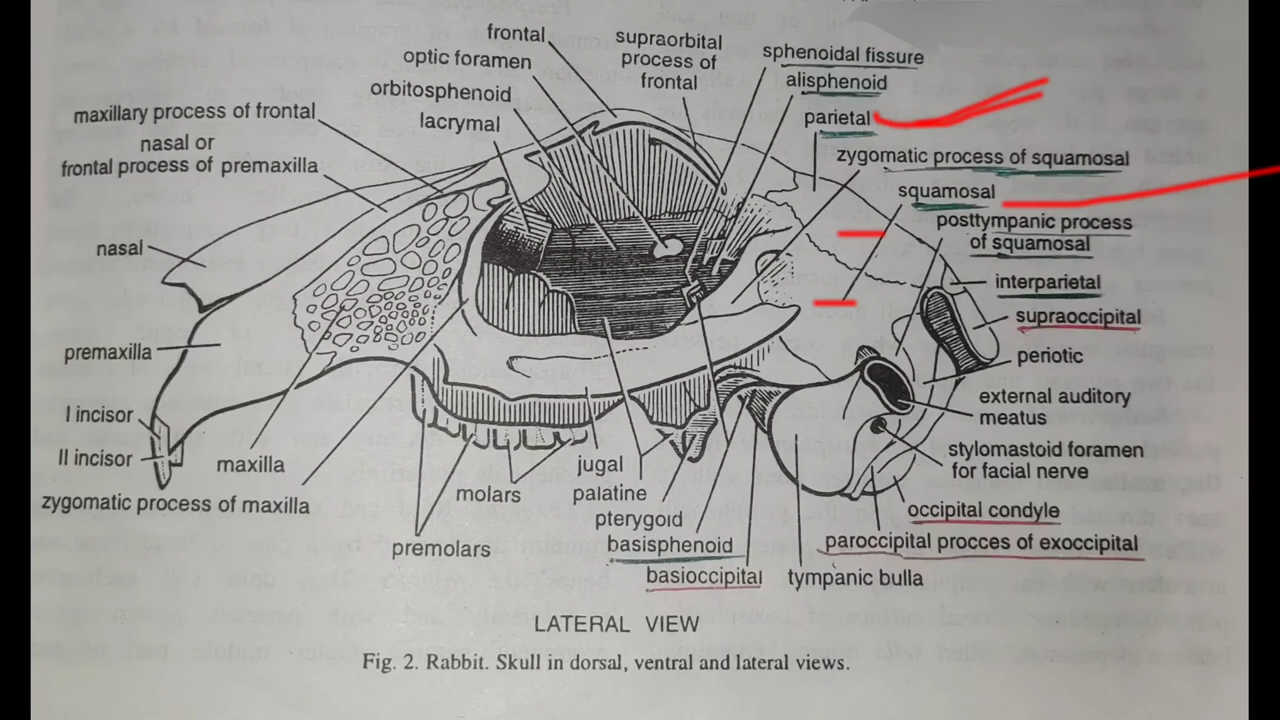 frontal
optic foramen
orbitosphenoid
lacrymal
supraorbital
process of
frontal
sphenoidal fissure
alisphenoid
parietal
zygomatic process of squamosal
squamosal
posttympanic process
of squamosal
interparietal
supraoccipital
periotic
external auditory
meatus
stylomastoid foramen
for facial nerve
occipital condyle
paroccipital procces of exoccipital
tympanic bulla
maxillary process of frontal
nasal or
frontal process of premaxilla
nasal
premaxilla
I incisor
II incisor
maxilla
zygomatic process of maxilla
premolars
molars
jugal
palatine
pterygoid
basisphenoid
basioccipital
LATERAL VIEW
Fig. 2. Rabbit. Skull in dorsal, ventral and lateral views.